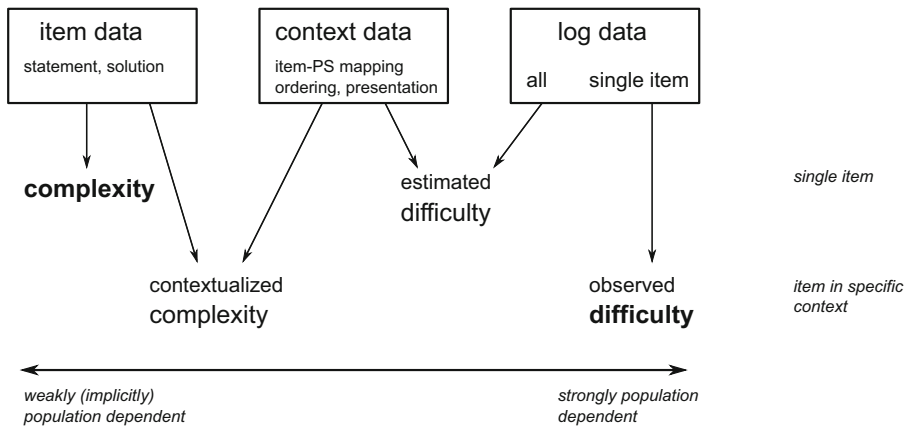 item data
statement, solution
context data
item-PS mapping
ordering, presentation
log data
all single item
complexity
estimated
difficulty
single item
contextualized
complexity
observed
difficulty
item in specific
context
weakly (implicitly)
population dependent
strongly population
dependent